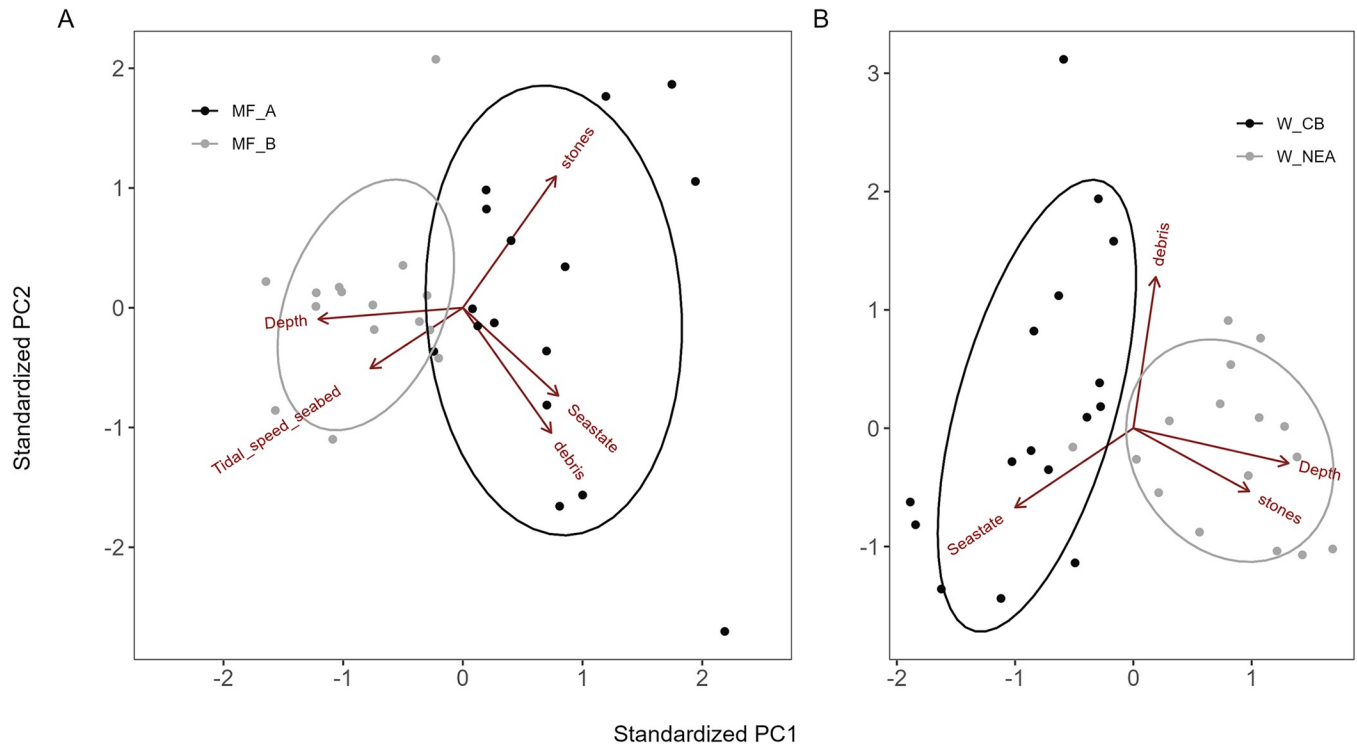 A
B
MF_A
MF_B
stones
Depth
Tidal_speed_seabed
Seastate
debris
2
1
0
-1
-2
-2
-1
0
1
2
Standardized PC2
W_CB
W_NEA
debris
Depth
stones
Seastate
3
2
1
0
-1
-2
-1
0
1
Standardized PC1